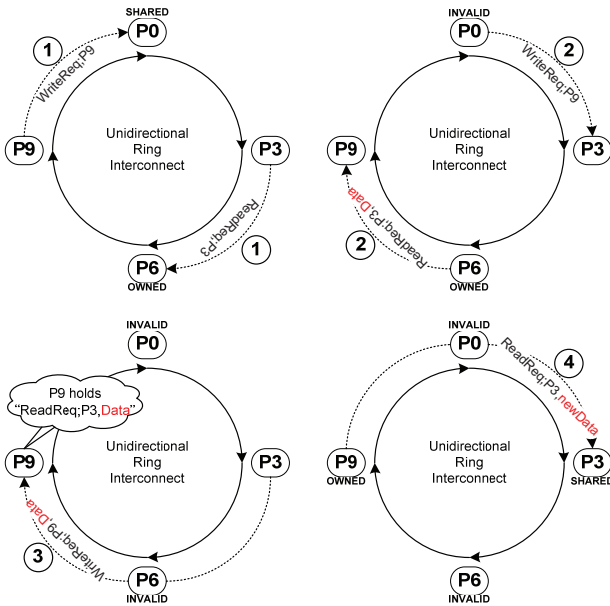 SHARED
P0
1
WriteReq;P9
P9
Unidirectional
Ring
Interconnect
P3
ReadReq;P3
1
P6
OWNED
INVALID
P0
2
WriteReq;P9
P9
Unidirectional
Ring
Interconnect
P3
ReadReq;P3,Data
2
P6
OWNED
INVALID
P0
P9 holds
“ReadReq;P3,Data”
P9
Unidirectional
Ring
Interconnect
P3
WriteReq;P9,Data
3
P6
INVALID
INVALID
P0
4
ReadReq;P3,newData
P9
OWNED
Unidirectional
Ring
Interconnect
P3
SHARED
P6
INVALID